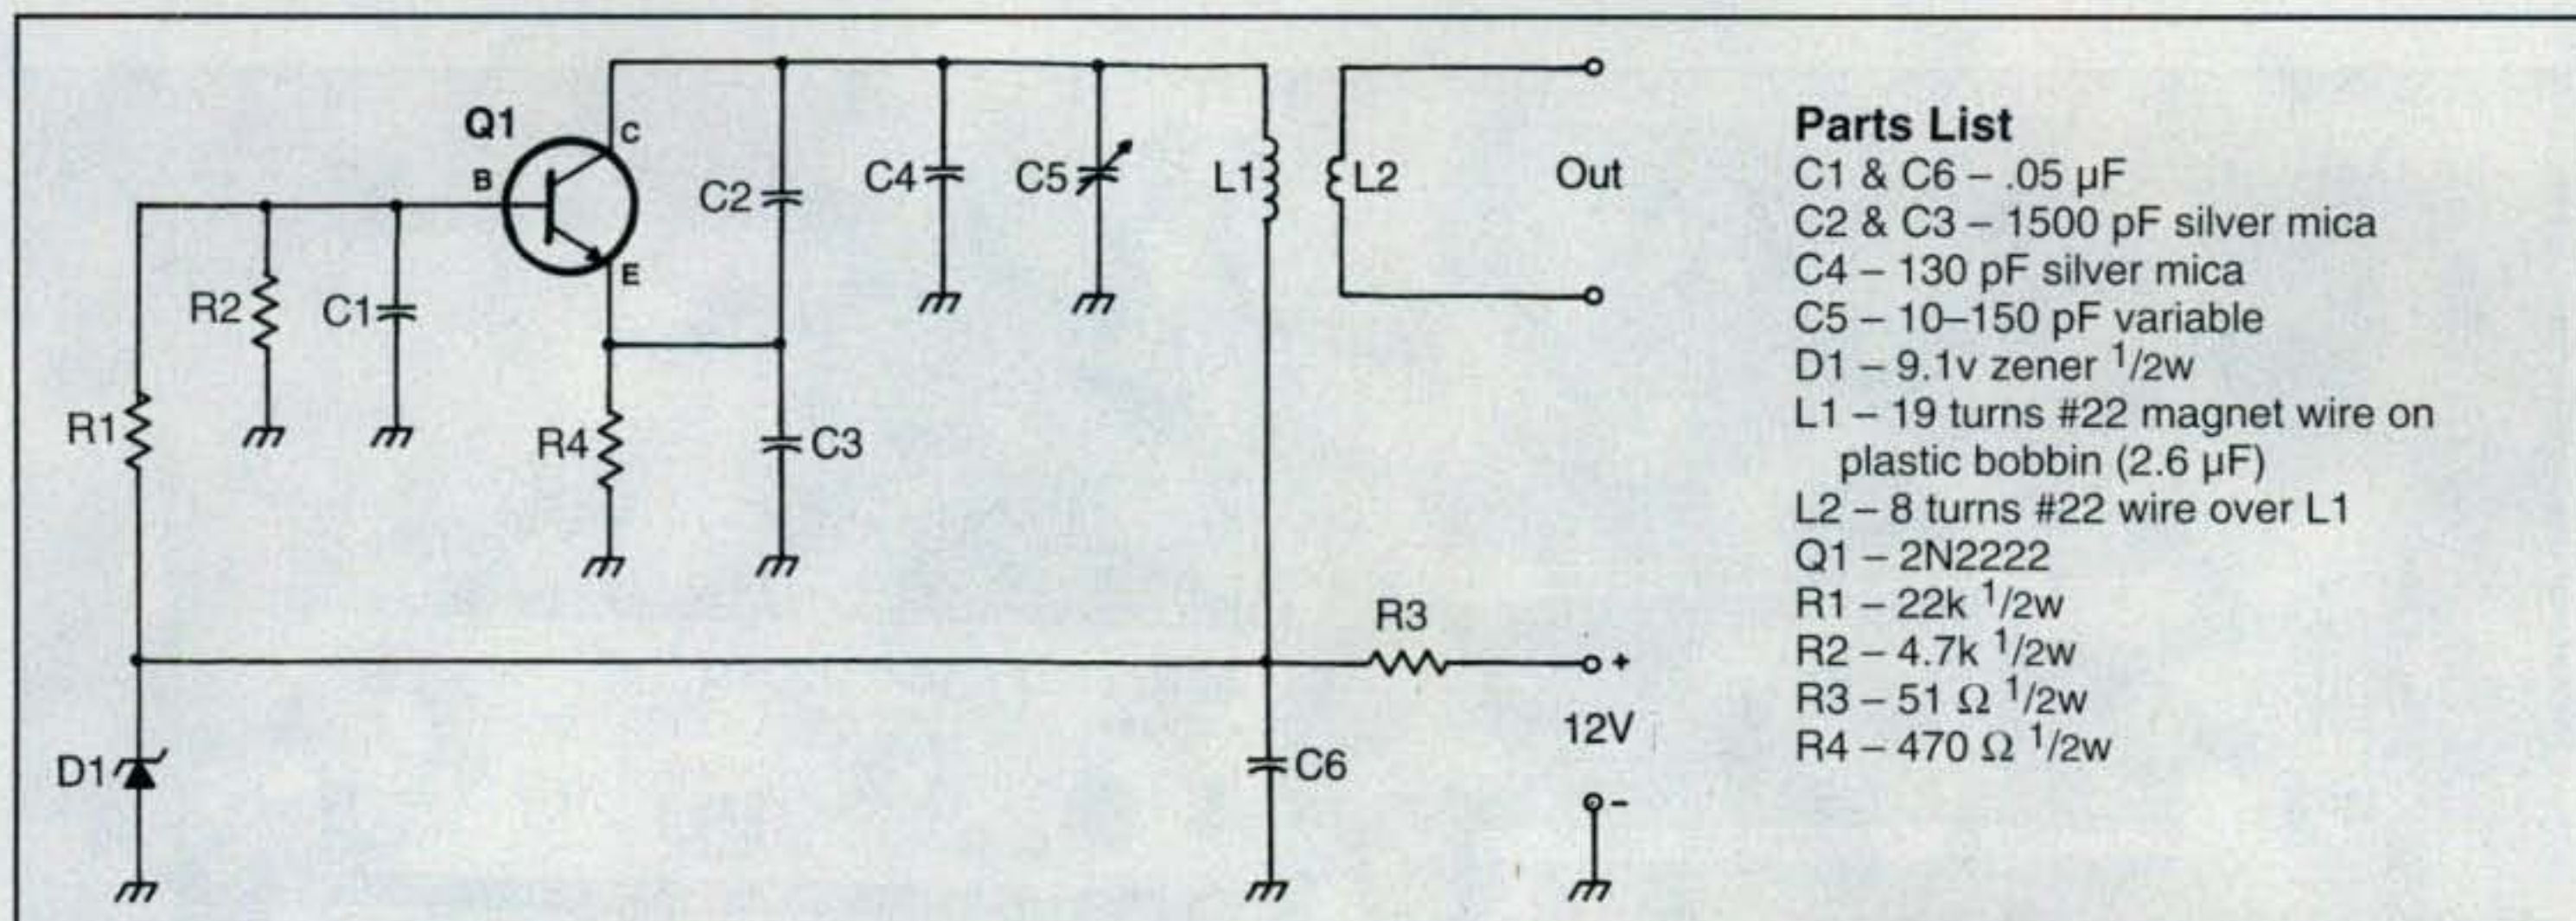 Q1
C
B
E
C2
C4
C5
L1
L2
Out
R2
C1
R1
R4
C3
R3
+
12V
D1
C6
-
Parts List
C1 & C6 – .05 µF
C2 & C3 – 1500 pF silver mica
C4 – 130 pF silver mica
C5 – 10–150 pF variable
D1 – 9.1v zener 1/2w
L1 – 19 turns #22 magnet wire on
plastic bobbin (2.6 µF)
L2 – 8 turns #22 wire over L1
Q1 – 2N2222
R1 – 22k 1/2w
R2 – 4.7k 1/2w
R3 – 51 Ω 1/2w
R4 – 470 Ω 1/2w